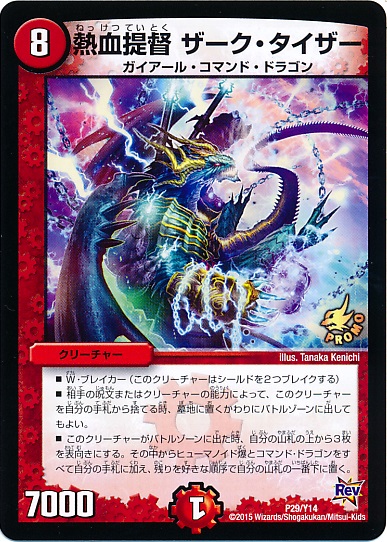 8
ねっけつていとく
熱血提督 ザーク・タイザー
ガイアール・コマンド・ドラゴン
PROMO
Illus. Tanaka Kenichi
クリーチャー
■W・ブレイカー (このクリーチャーはシールドを2つブレイクする)
■相手の呪文またはクリーチャーの能力によって、このクリーチャー
を自分の手札から捨てる時、墓地に置くかわりにバトルゾーンに出して
もよい。
■このクリーチャーがバトルゾーンに出た時、自分の山札の上から3枚
を表向きにする。その中からヒューマノイド爆とコマンド・ドラゴンをす
べて自分の手札に加え、残りを好きな順序で自分の山札の一番下に置く。
7000
1
Rev
P29/Y14
©2015 Wizards/Shogakukan/Mitsui-Kids